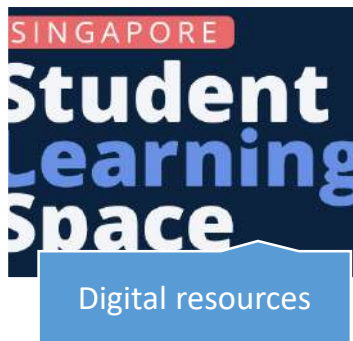 SINGAPORE
Student
Learning
Space
Digital resources